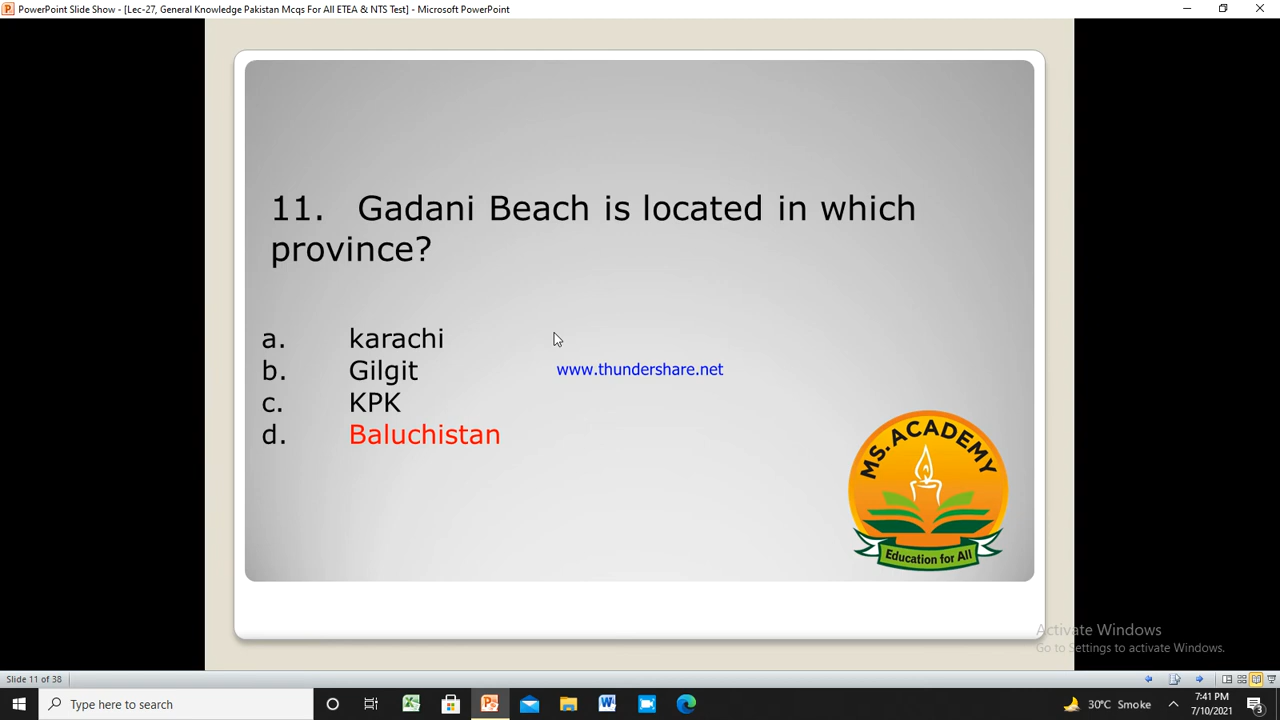 PowerPoint Slide Show - [Lec-27, General Knowledge Pakistan Mcqs For All ETEA & NTS Test] - Microsoft PowerPoint
11. Gadani Beach is located in which
province?
a. karachi
b. Gilgit
www.thundershare.net
c. KPK
d. Baluchistan
MS.ACADEMY
Education for All
Activate Windows
Go to Settings to activate Windows.
Slide 11 of 38
Type here to search
30°C Smoke
7:41 PM
7/10/2021
3